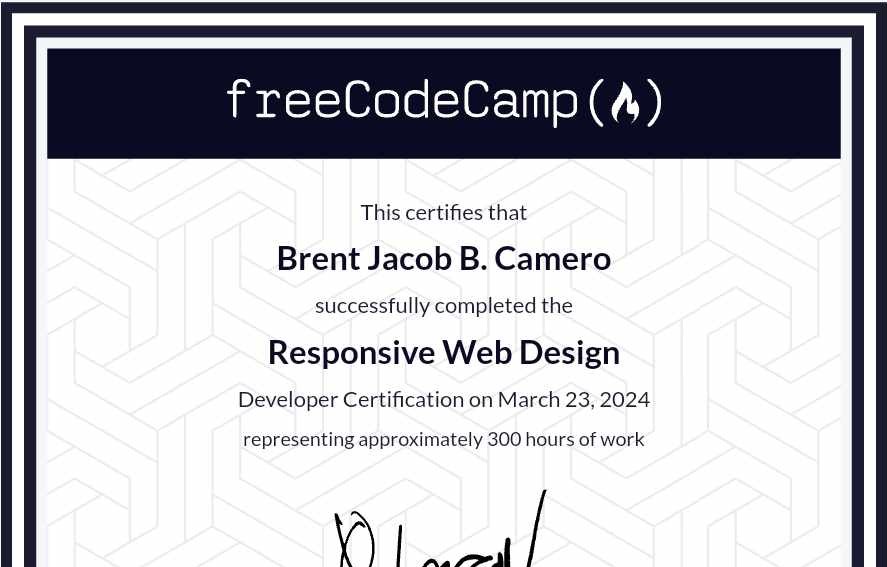 freeCodeCamp
This certifies that
Brent Jacob B. Camero
successfully completed the
Responsive Web Design
Developer Certification on March 23, 2024
representing approximately 300 hours of work